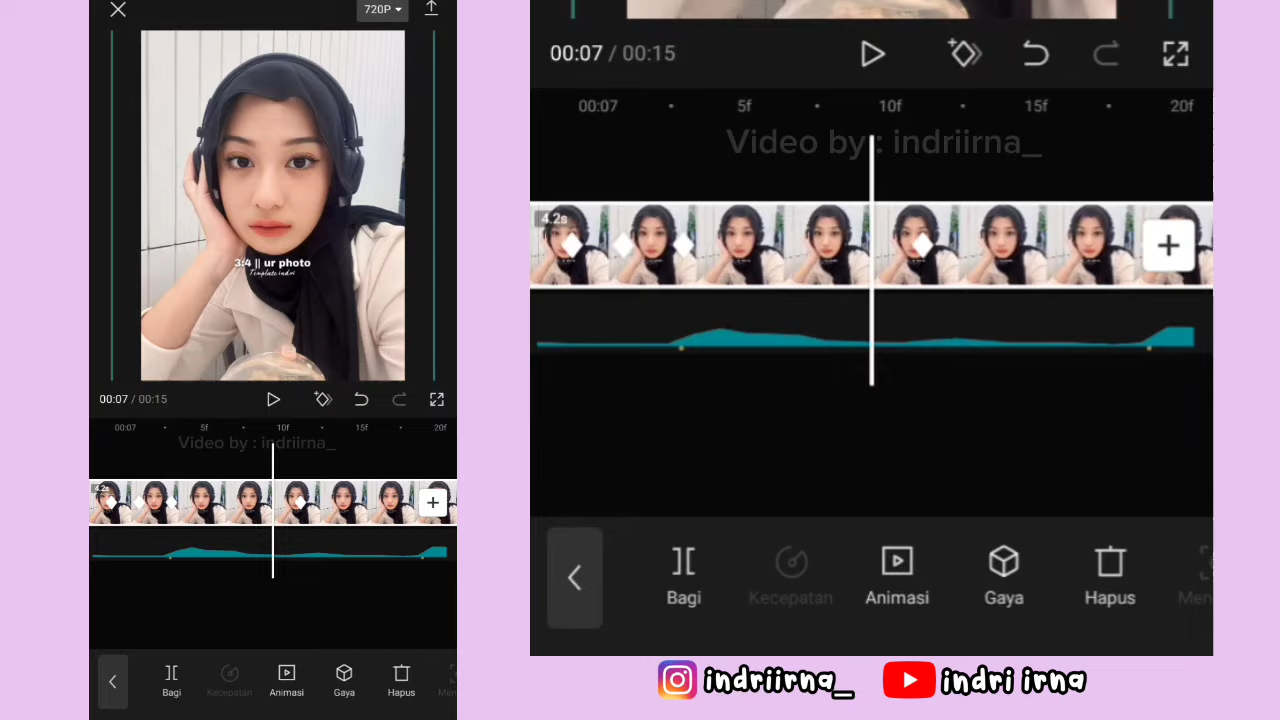 720P
3:4 || ur photo
Template indri
00:07 / 00:15
00:07 5f 10f 15f 20f
Video by : indriirna_
4.2s
Bagi Kecepatan Animasi Gaya Hapus Men
00:07 / 00:15
00:07 5f 10f 15f 20f
Video by : indriirna_
4.2s
Bagi Kecepatan Animasi Gaya Hapus Men
indriirna_ indri irna